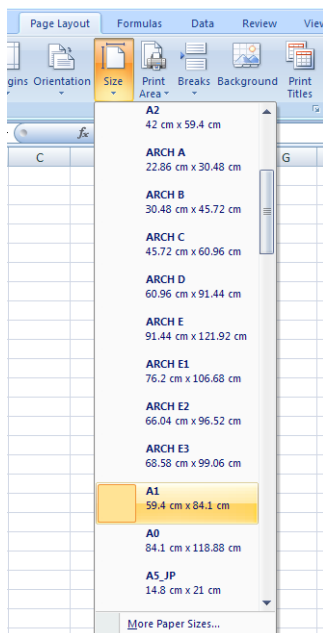 Page Layout Formulas Data Review View
gins Orientation Size Print Area Breaks Background Print Titles
fx
C G
A2
42 cm x 59.4 cm
ARCH A
22.86 cm x 30.48 cm
ARCH B
30.48 cm x 45.72 cm
ARCH C
45.72 cm x 60.96 cm
ARCH D
60.96 cm x 91.44 cm
ARCH E
91.44 cm x 121.92 cm
ARCH E1
76.2 cm x 106.68 cm
ARCH E2
66.04 cm x 96.52 cm
ARCH E3
68.58 cm x 99.06 cm
A1
59.4 cm x 84.1 cm
A0
84.1 cm x 118.88 cm
A5_JP
14.8 cm x 21 cm
More Paper Sizes...